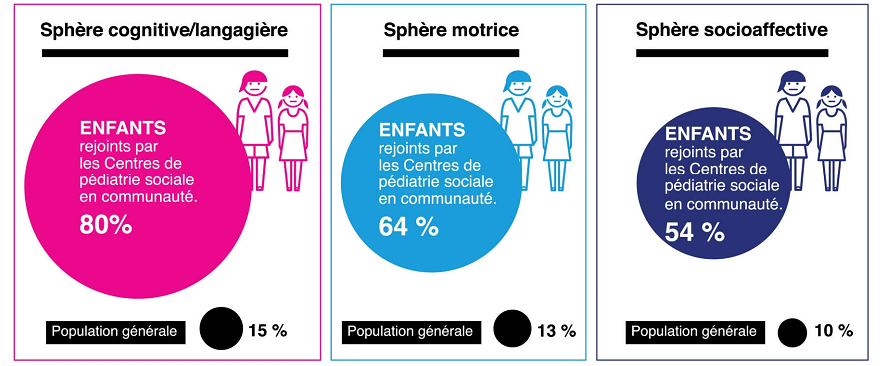 Sphère cognitive/langagière
ENFANTS
rejoints par
les Centres de
pédiatrie sociale
en communauté.
80%
Population générale
15 %
Sphère motrice
ENFANTS
rejoints par
les Centres de
pédiatrie sociale
en communauté.
64 %
Population générale
13 %
Sphère socioaffective
ENFANTS
rejoints par
les Centres de
pédiatrie sociale
en communauté.
54 %
Population générale
10 %